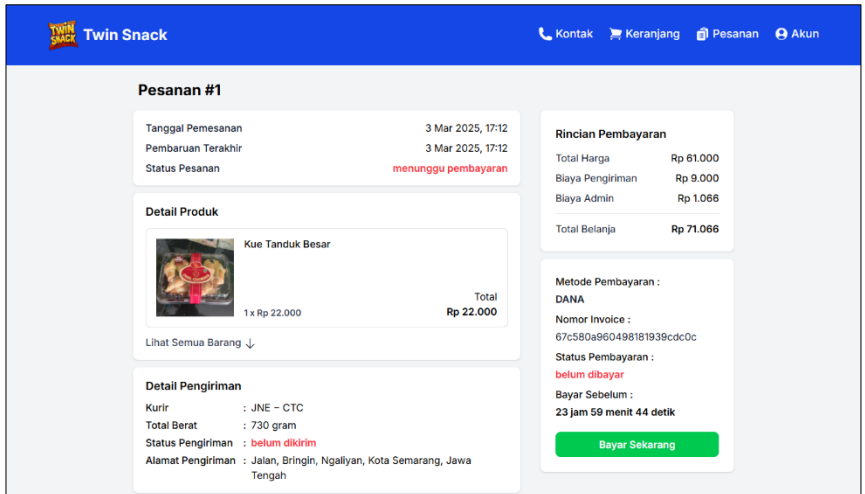 TWIN SNACK Twin Snack Kontak Keranjang Pesanan Akun
Pesanan #1
Tanggal Pemesanan 3 Mar 2025, 17:12
Pembaruan Terakhir 3 Mar 2025, 17:12
Status Pesanan menunggu pembayaran
Detail Produk
Kue Tanduk Besar
1 x Rp 22.000
Total
Rp 22.000
Lihat Semua Barang ↓
Detail Pengiriman
Kurir : JNE – CTC
Total Berat : 730 gram
Status Pengiriman : belum dikirim
Alamat Pengiriman : Jalan, Bringin, Ngaliyan, Kota Semarang, Jawa
Tengah
Rincian Pembayaran
Total Harga Rp 61.000
Biaya Pengiriman Rp 9.000
Biaya Admin Rp 1.066
Total Belanja Rp 71.066
Metode Pembayaran :
DANA
Nomor Invoice :
67c580a960498181939cdc0c
Status Pembayaran :
belum dibayar
Bayar Sebelum :
23 jam 59 menit 44 detik
Bayar Sekarang